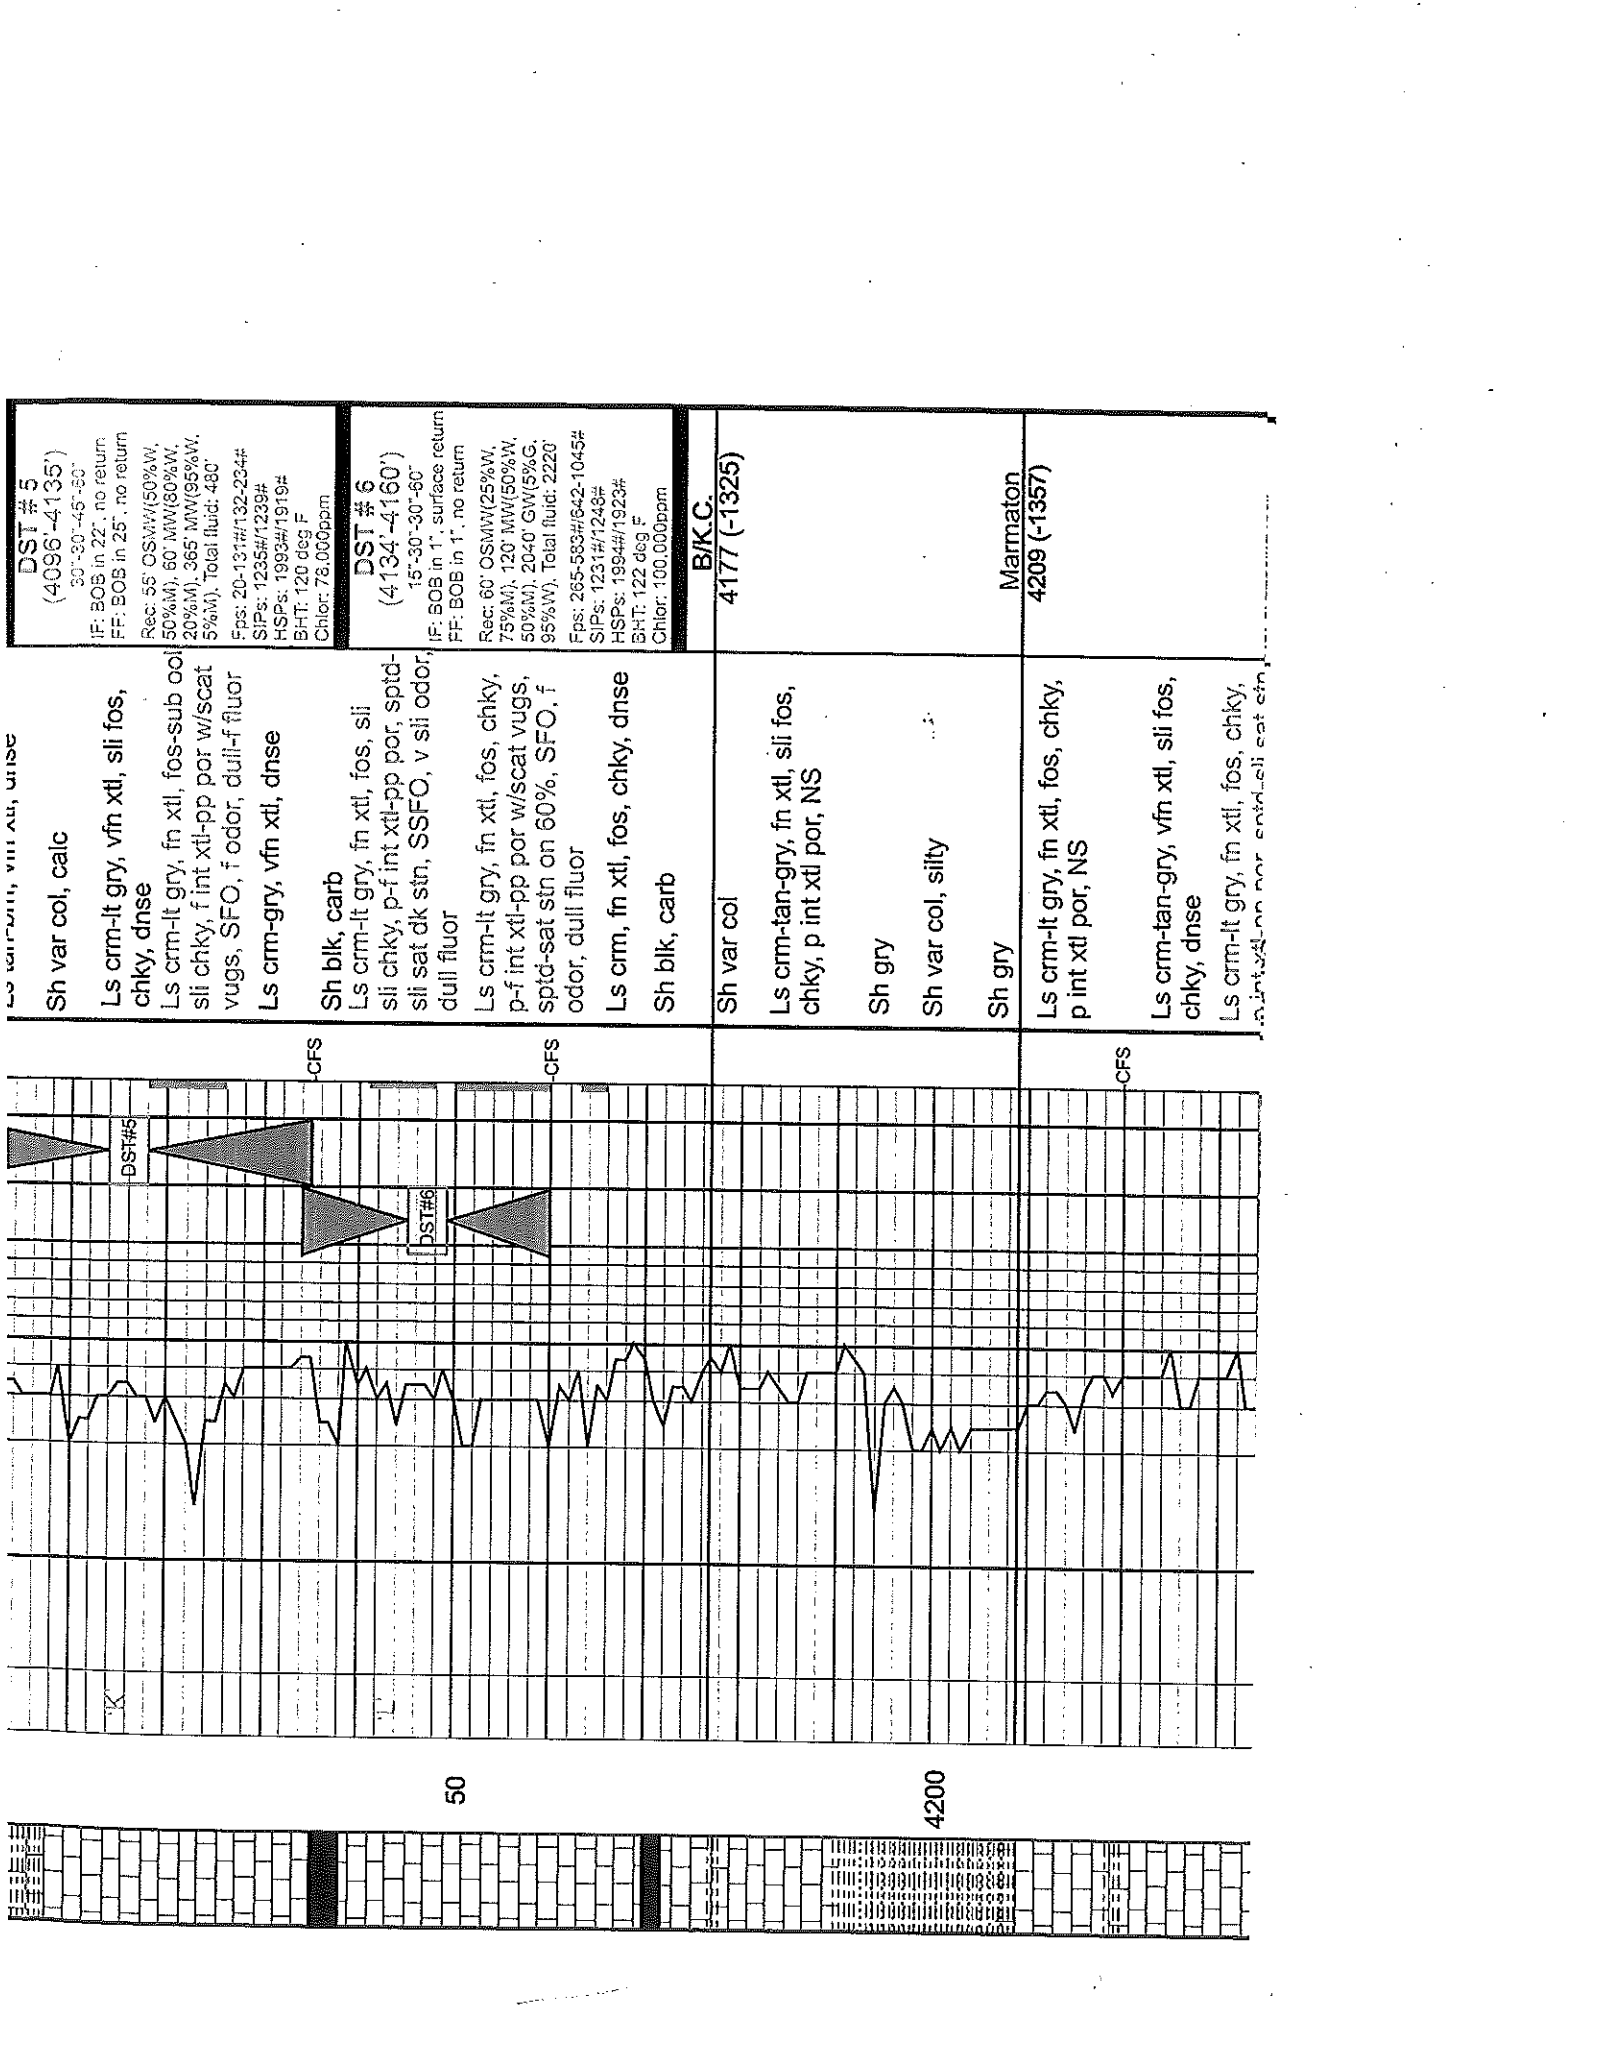 DST # 5
(4096'-4135')
30"-30"-45"-60"
IF: BOB in 22", no return
FF: BOB in 25", no return
Rec: 55' OSMW(50%W,
50%M), 60' MW(80%W,
20%M), 365' MW(95%W,
5%M), Total fluid: 480'
Fps: 20-131#/132-234#
SIPs: 1235#/1239#
HSPs: 1993#/1919#
BHT: 120 deg F
Chlor: 78,000ppm
DST # 6
(4134'-4160')
15"-30"-30"-60"
IF: BOB in 1", surface return
FF: BOB in 1", no return
Rec: 60' OSMW(25%W,
75%M), 120' MW(50%W,
50%M), 2040' GW(5%G,
95%W), Total fluid: 2220'
Fps: 265-583#/642-1045#
SIPs: 1231#/1248#
HSPs: 1994#/1923#
BHT: 122 deg F
Chlor: 100,000ppm
B/K.C.
4177 (-1325)
Marmaton
4209 (-1357)
Sh var col, calc
Ls crm-lt gry, vfn xtl, sli fos,
chky, dnse
Ls crm-lt gry, fn xtl, fos-sub ool
sli chky, f int xtl-pp por w/scat
vugs, SFO, f odor, dull-f fluor
Ls crm-gry, vfn xtl, dnse
Sh blk, carb
Ls crm-lt gry, fn xtl, fos, sli
sli chky, p-f int xtl-pp por, sptd-
sli sat dk stn, SSFO, v sli odor,
dull fluor
Ls crm-lt gry, fn xtl, fos, chky,
p-f int xtl-pp por w/scat vugs,
sptd-sat stn on 60%, SFO, f
odor, dull fluor
Ls crm, fn xtl, fos, chky, dnse
Sh blk, carb
Sh var col
Ls crm-tan-gry, fn xtl, sli fos,
chky, p int xtl por, NS
Sh gry
Sh var col, silty
Sh gry
Ls crm-lt gry, fn xtl, fos, chky,
p int xtl por, NS
Ls crm-tan-gry, vfn xtl, sli fos,
chky, dnse
Ls crm-lt gry, fn xtl, fos, chky,
CFS
CFS
CFS
DST#5
DST#6
'K'
'L'
50
4200